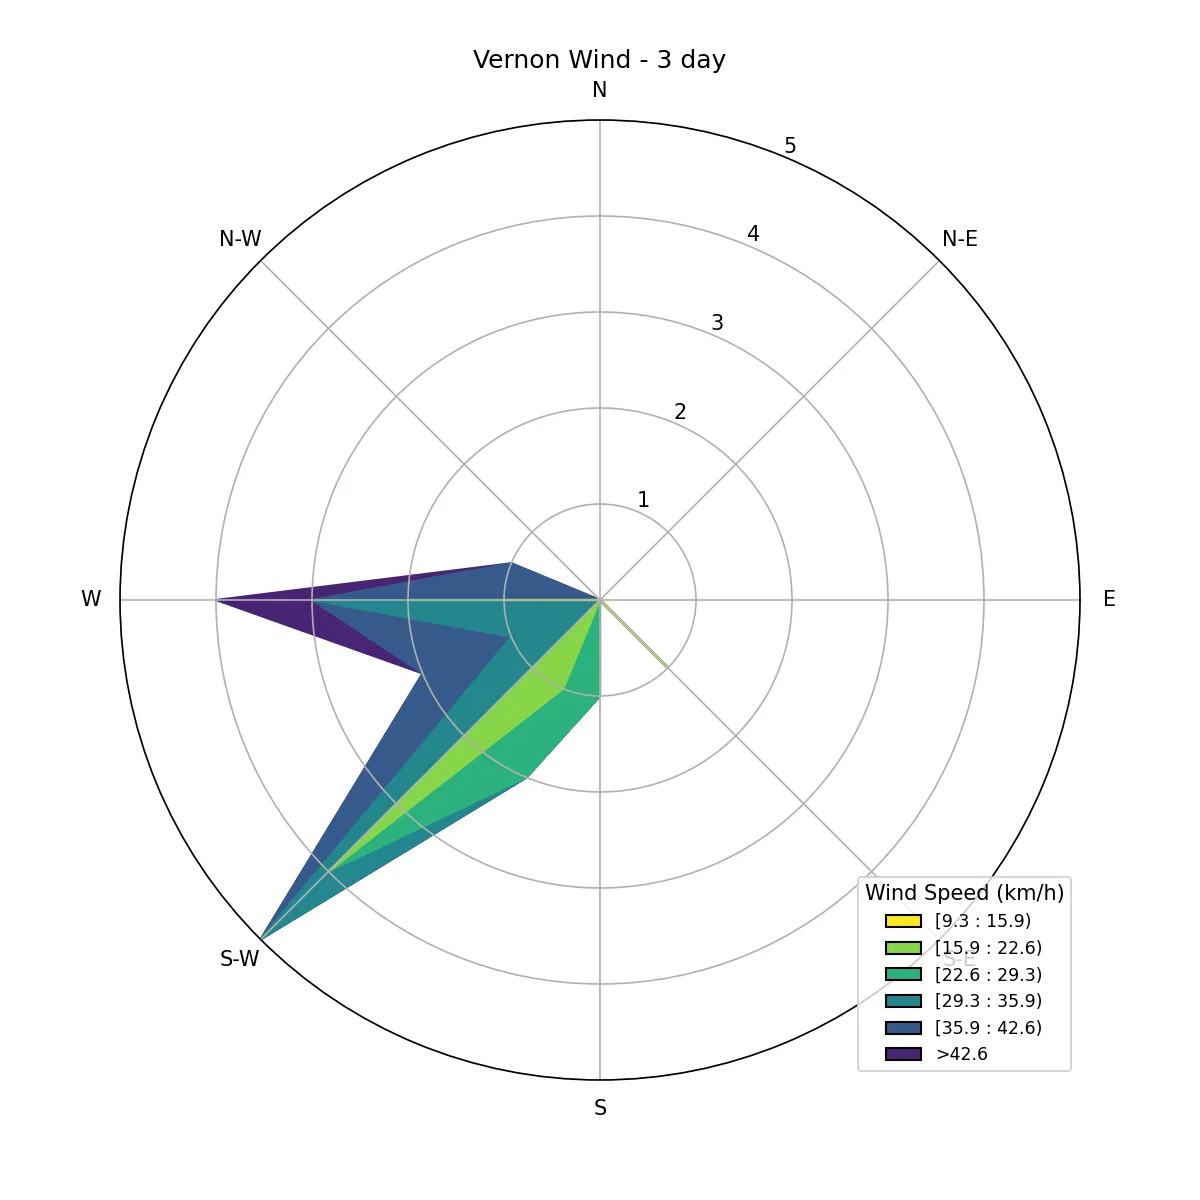 Vernon Wind - 3 day
N
5
N-W
N-E
4
3
2
1
W
E
Wind Speed (km/h)
[9.3 : 15.9)
[15.9 : 22.6)
S-W
S-E
[22.6 : 29.3)
[29.3 : 35.9)
[35.9 : 42.6)
>42.6
S